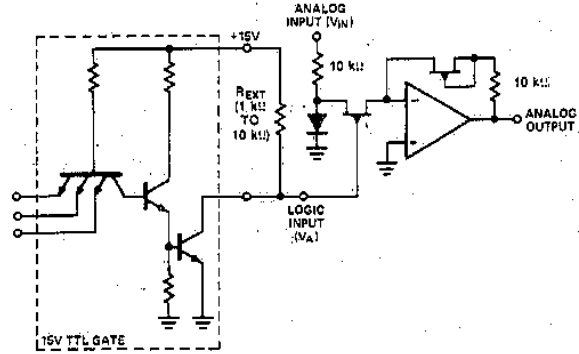 +15V
ANALOG
INPUT (VIN)
10 kΩ
REXT
(1 kΩ
TO
10 kΩ)
10 kΩ
ANALOG
OUTPUT
LOGIC
INPUT
(VA)
15V TTL GATE